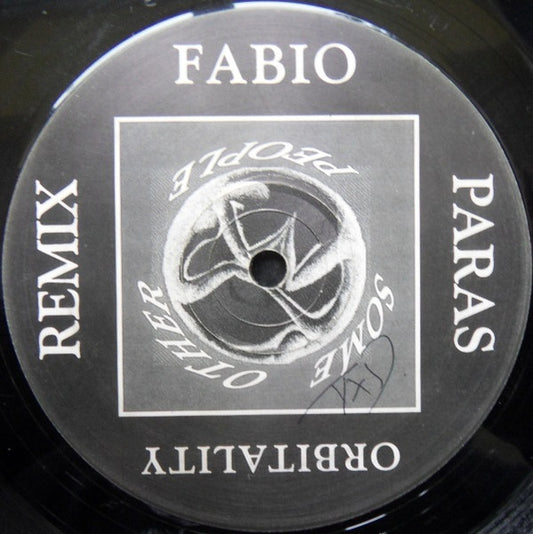 FABIO
PARAS
REMIX
ORBITALITY
SOME
OTHER
PEOPLE